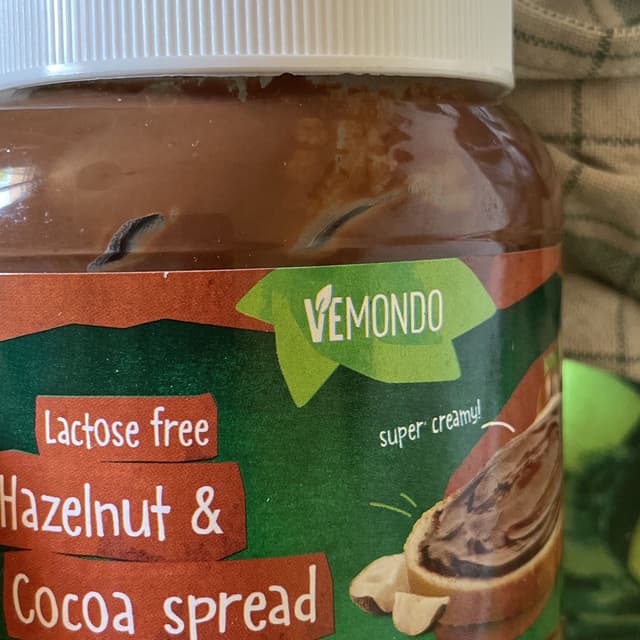 VEMONDO
Lactose free
super creamy!
Hazelnut &
Cocoa spread